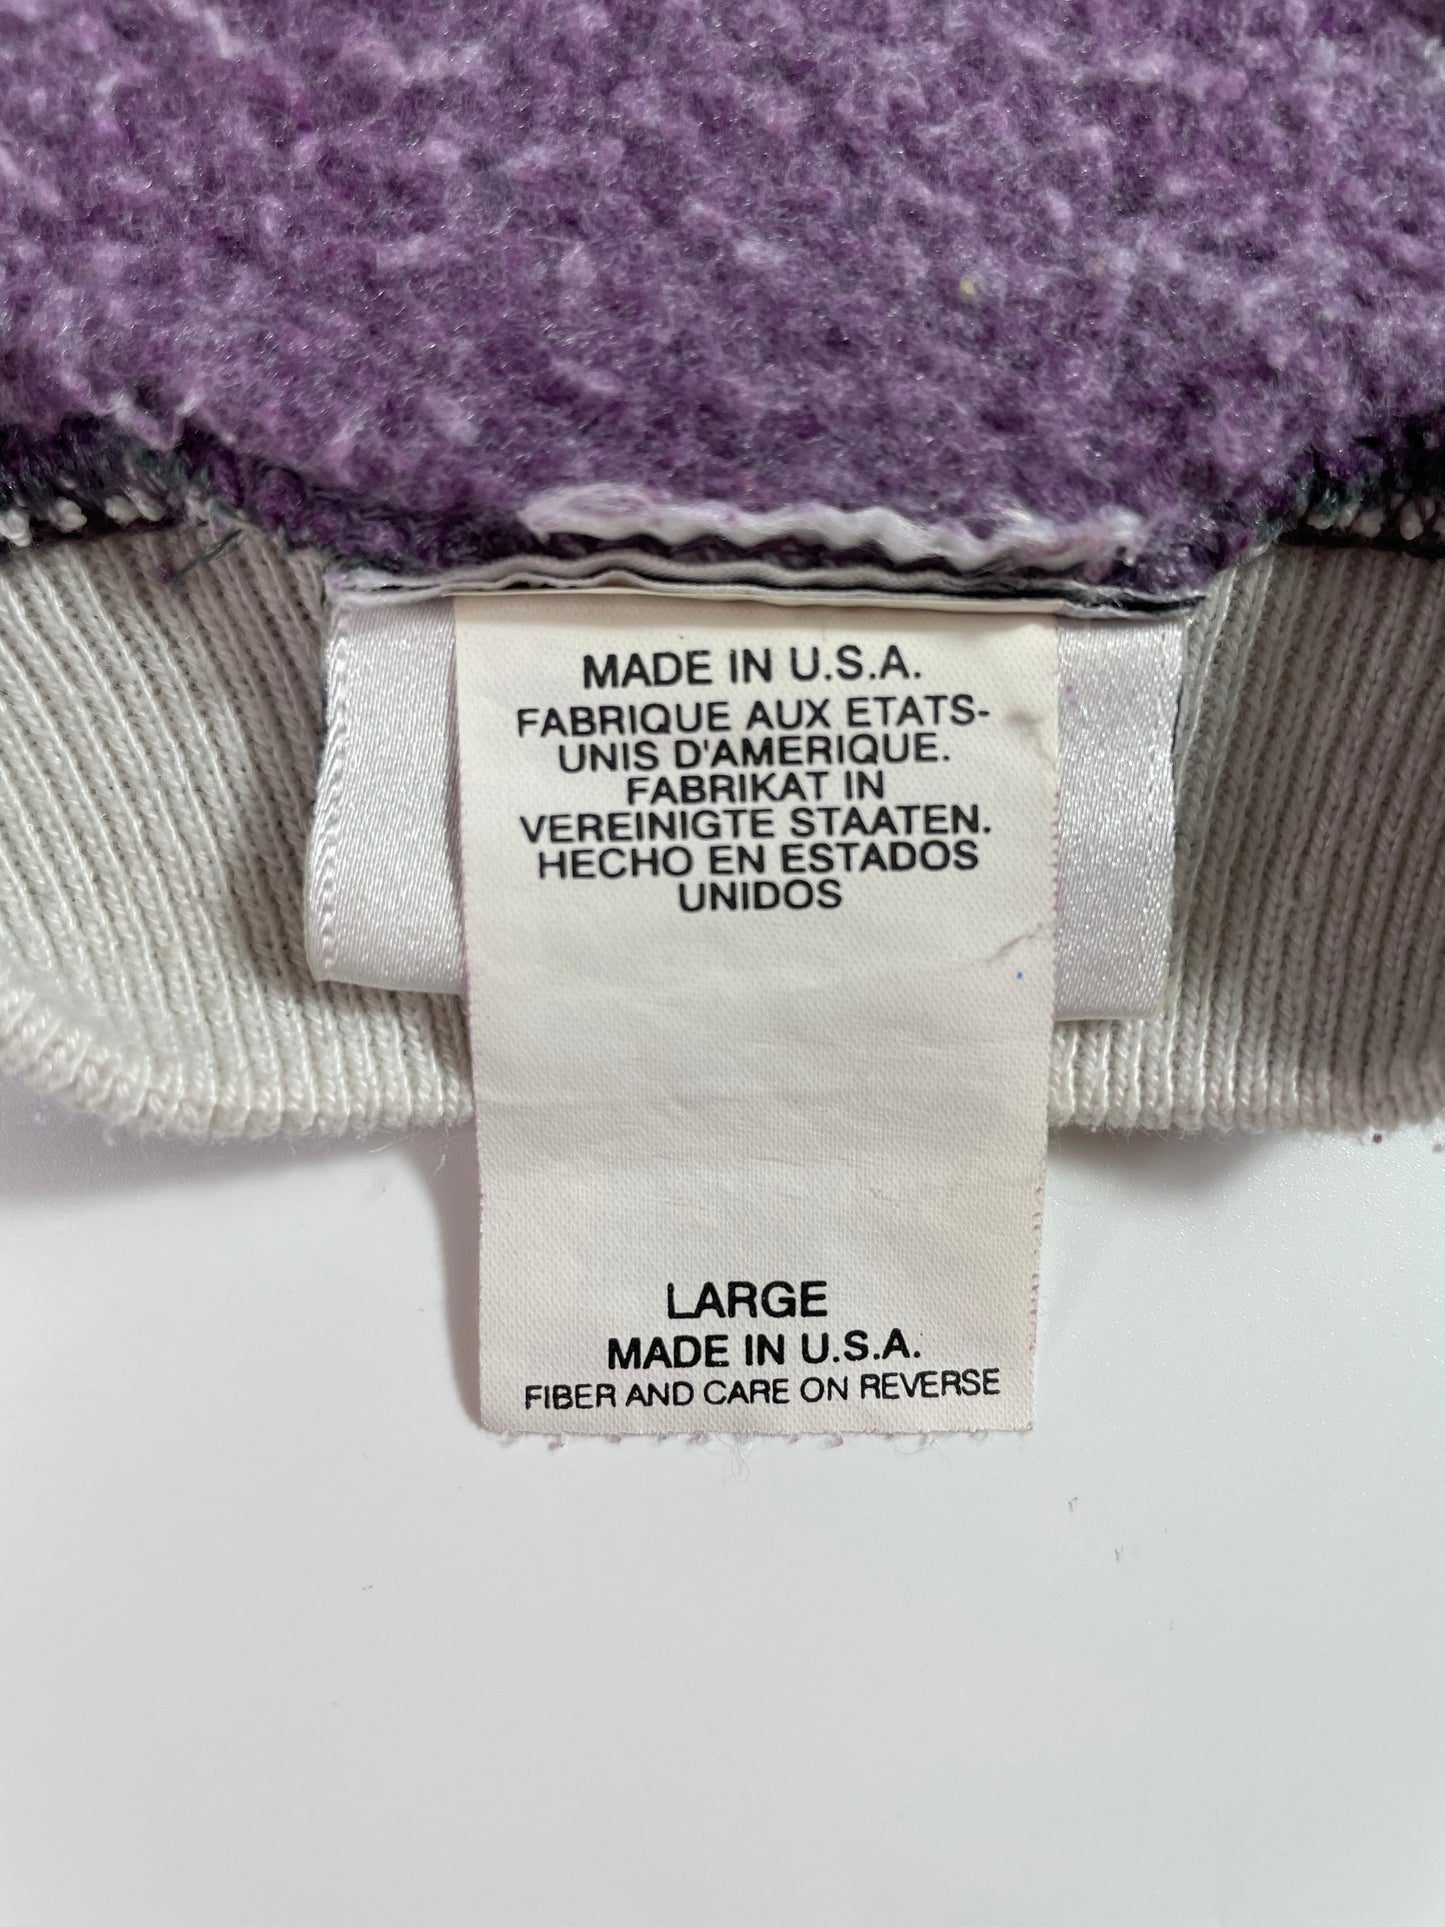 MADE IN U.S.A.
FABRIQUE AUX ETATS-
UNIS D'AMERIQUE.
FABRIKAT IN
VEREINIGTE STAATEN.
HECHO EN ESTADOS
UNIDOS
LARGE
MADE IN U.S.A.
FIBER AND CARE ON REVERSE